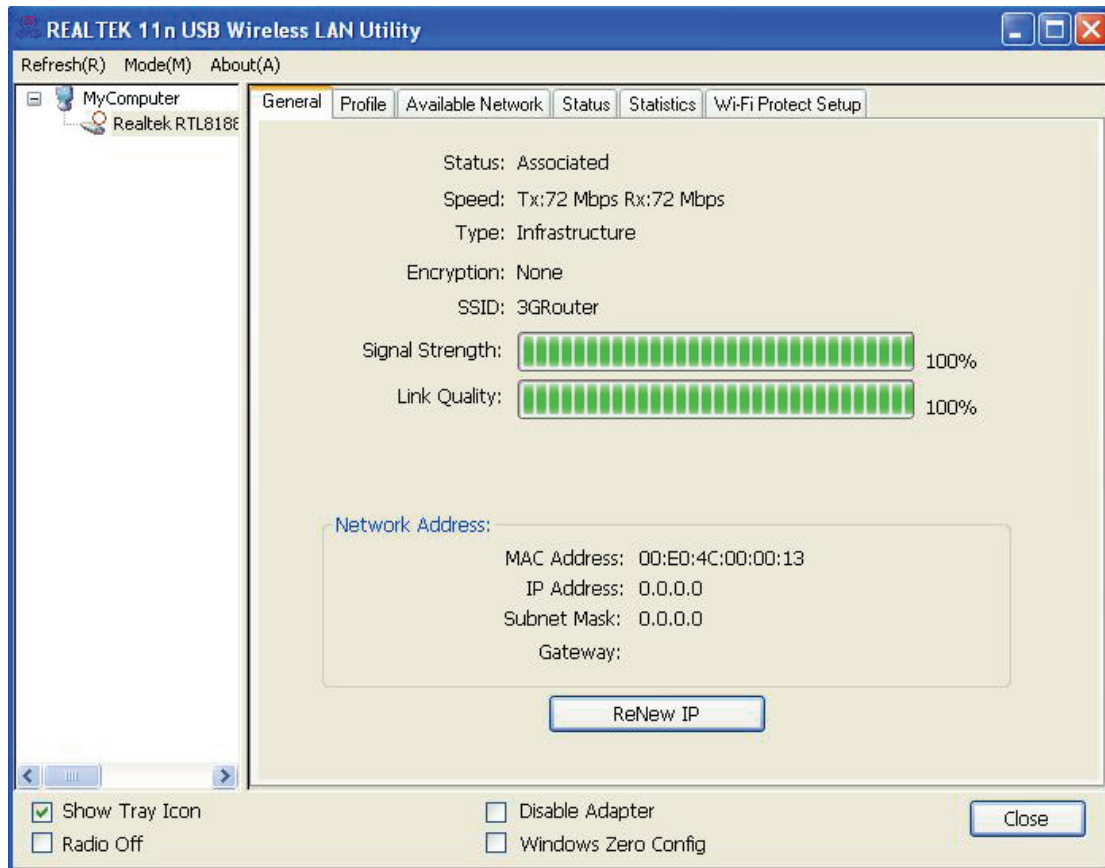 REALTEK 11n USB Wireless LAN Utility
Refresh(R) Mode(M) About(A)
MyComputer
Realtek RTL8188
General Profile Available Network Status Statistics Wi-Fi Protect Setup
Status: Associated
Speed: Tx:72 Mbps Rx:72 Mbps
Type: Infrastructure
Encryption: None
SSID: 3GRouter
Signal Strength: 100%
Link Quality: 100%
Network Address:
MAC Address: 00:E0:4C:00:00:13
IP Address: 0.0.0.0
Subnet Mask: 0.0.0.0
Gateway:
ReNew IP
Show Tray Icon Disable Adapter
Radio Off Windows Zero Config
Close